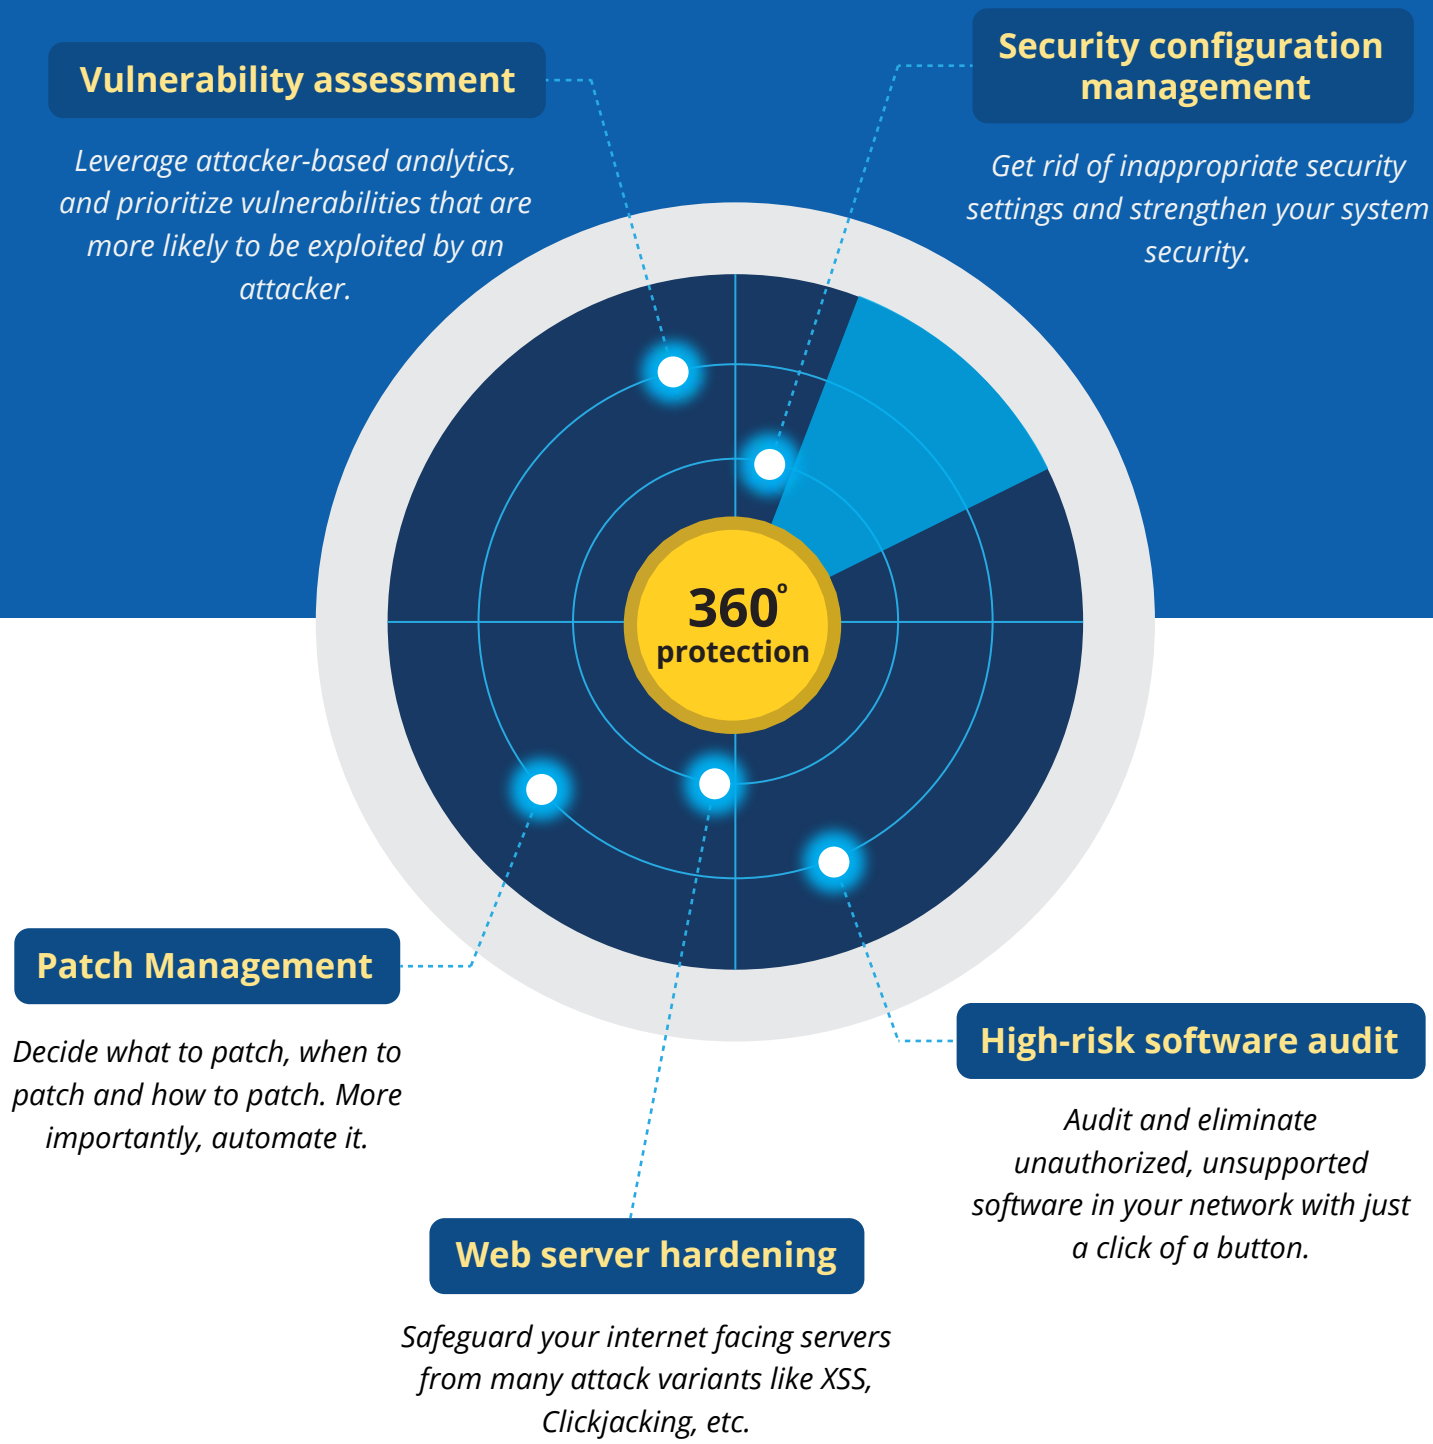 Vulnerability assessment
Leverage attacker-based analytics,
and prioritize vulnerabilities that are
more likely to be exploited by an
attacker.
Security configuration
management
Get rid of inappropriate security
settings and strengthen your system
security.
360°
protection
Patch Management
Decide what to patch, when to
patch and how to patch. More
importantly, automate it.
High-risk software audit
Audit and eliminate
unauthorized, unsupported
software in your network with just
a click of a button.
Web server hardening
Safeguard your internet facing servers
from many attack variants like XSS,
Clickjacking, etc.